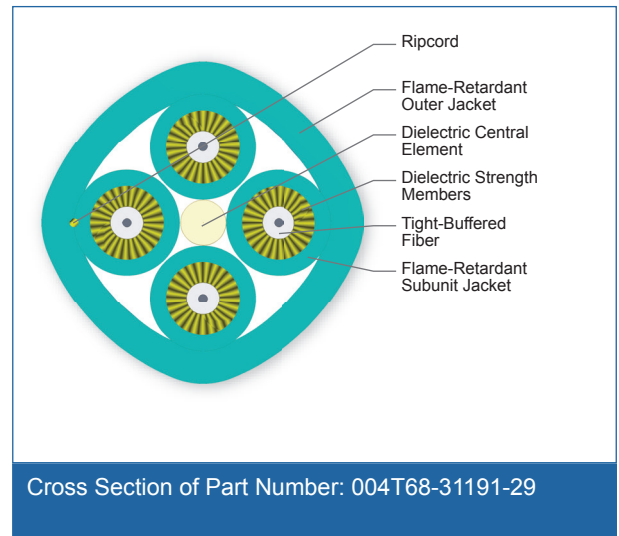 Ripcord
Flame-Retardant
Outer Jacket
Dielectric Central
Element
Dielectric Strength
Members
Tight-Buffered
Fiber
Flame-Retardant
Subunit Jacket
Cross Section of Part Number: 004T68-31191-29